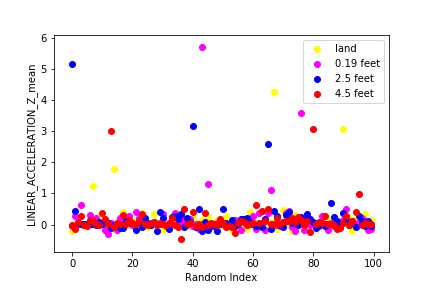 6
5
4
3
2
1
0
LINEAR_ACCELERATION_Z_mean
0
20
40
60
80
100
Random Index
land
0.19 feet
2.5 feet
4.5 feet